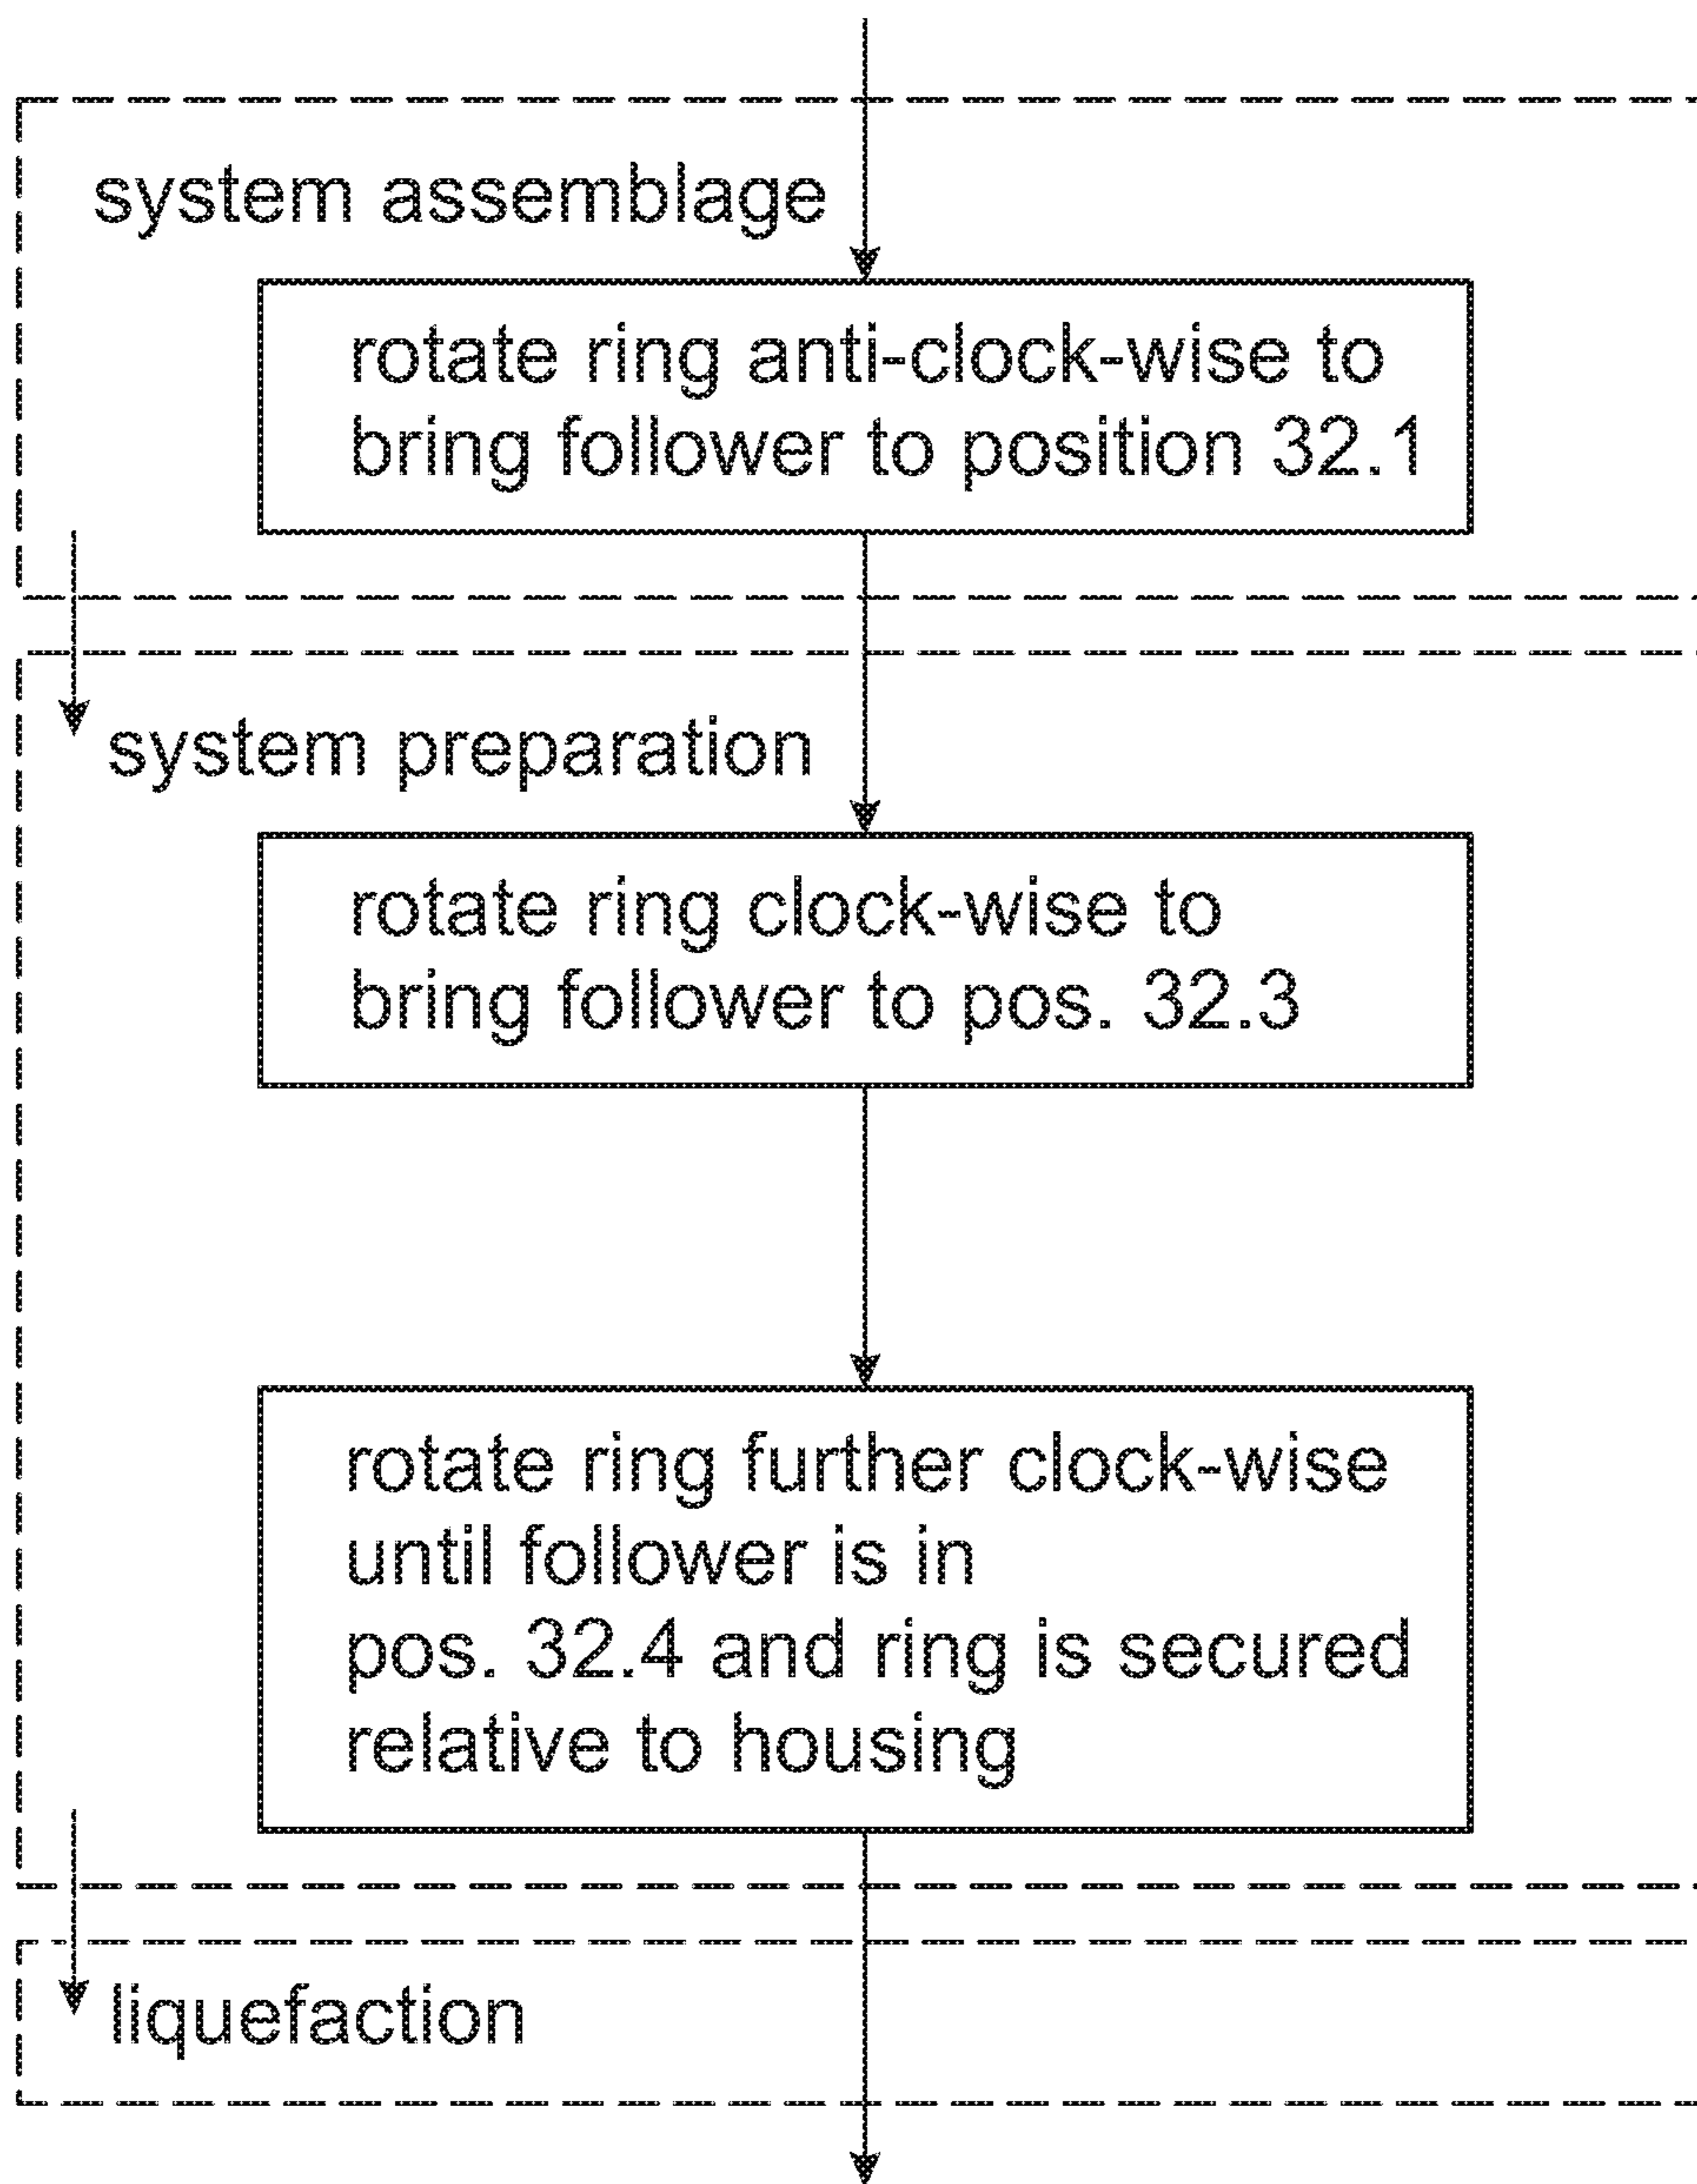 system assemblage
rotate ring anti-clock-wise to
bring follower to position 32.1
system preparation
rotate ring clock-wise to
bring follower to pos. 32.3
rotate ring further clock-wise
until follower is in
pos. 32.4 and ring is secured
relative to housing
liquefaction